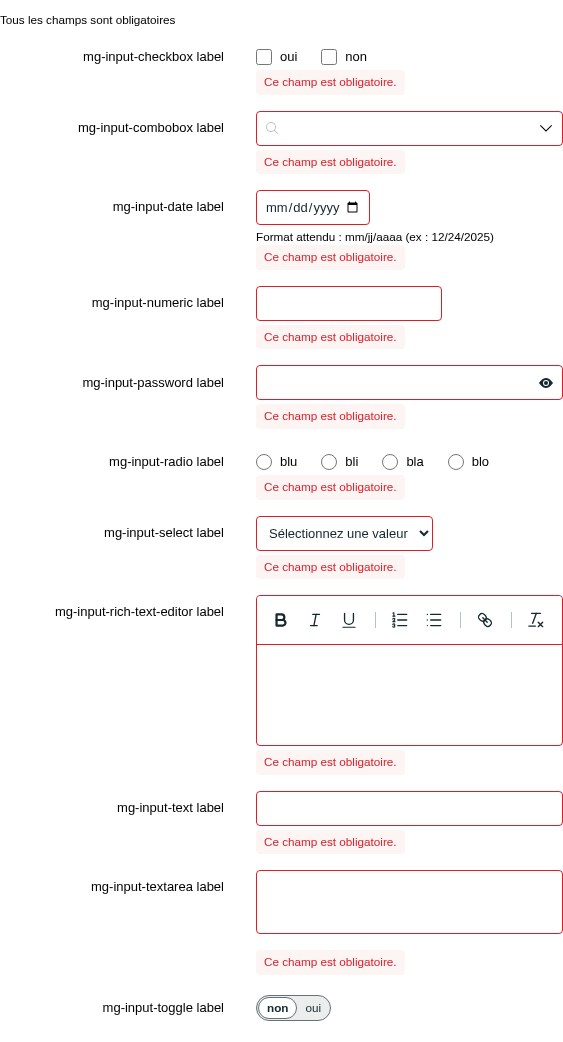 Tous les champs sont obligatoires
mg-input-checkbox label oui non
Ce champ est obligatoire.
mg-input-combobox label
Ce champ est obligatoire.
mg-input-date label mm/dd/yyyy
Format attendu : mm/jj/aaaa (ex : 12/24/2025)
Ce champ est obligatoire.
mg-input-numeric label
Ce champ est obligatoire.
mg-input-password label
Ce champ est obligatoire.
mg-input-radio label blu bli bla blo
Ce champ est obligatoire.
mg-input-select label Sélectionnez une valeur
Ce champ est obligatoire.
mg-input-rich-text-editor label
Ce champ est obligatoire.
mg-input-text label
Ce champ est obligatoire.
mg-input-textarea label
Ce champ est obligatoire.
mg-input-toggle label non oui